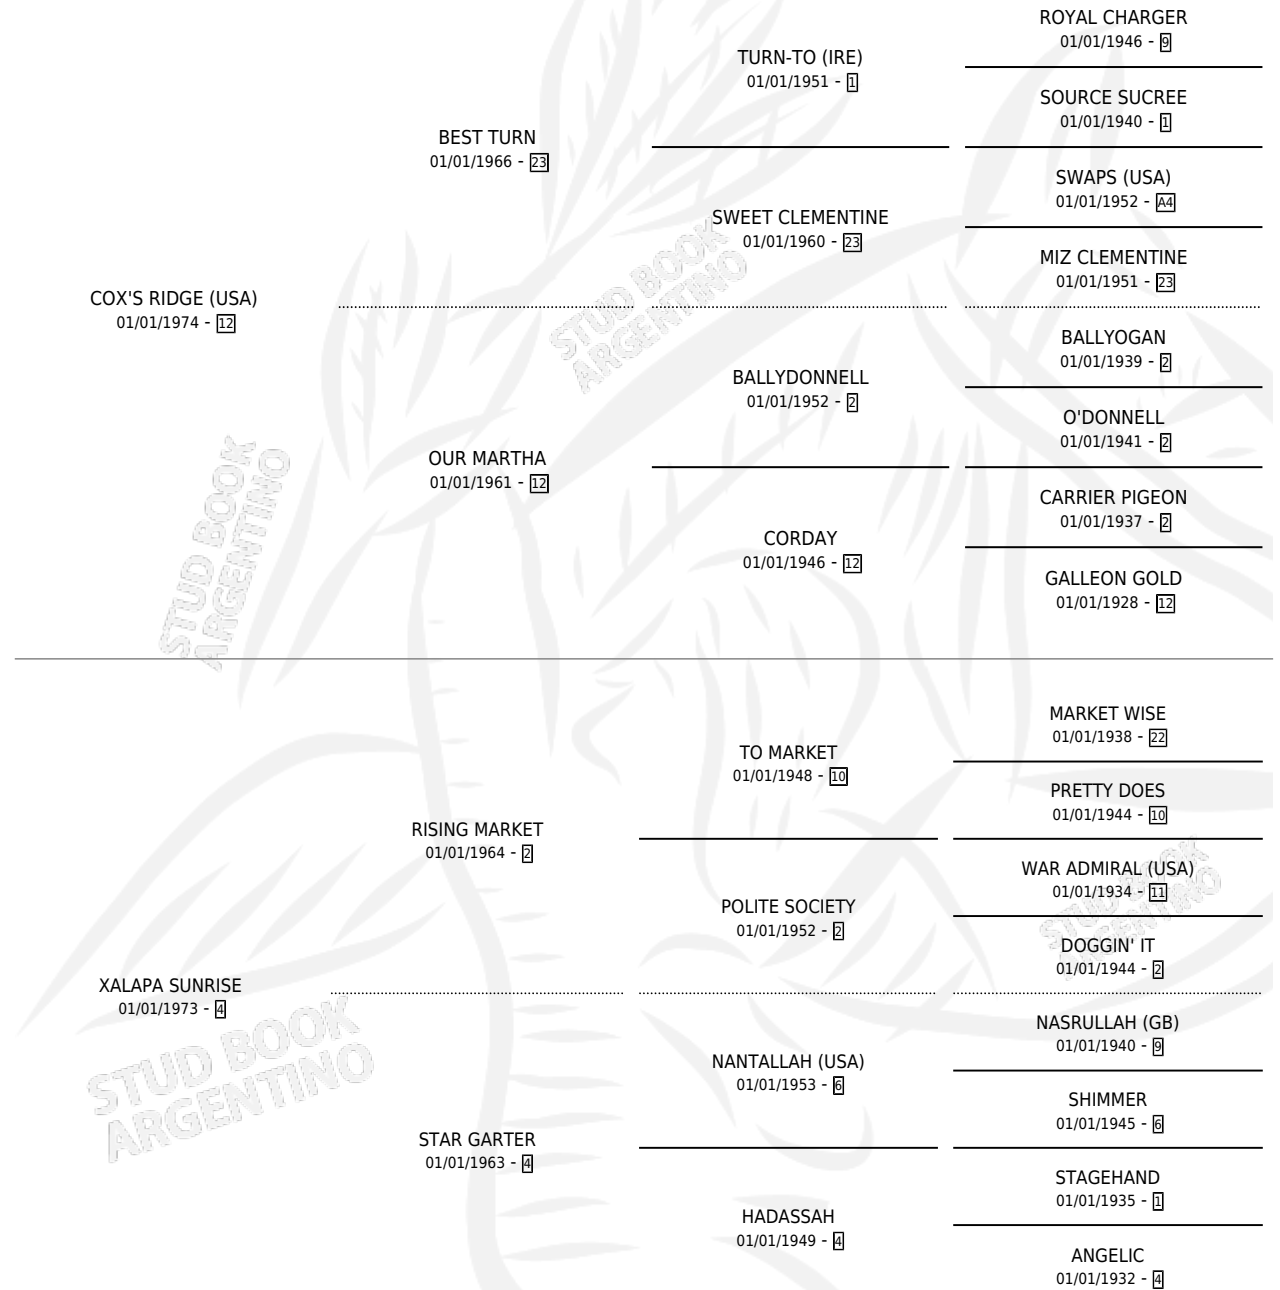 ROYAL CHARGER
01/01/1946 - 9
TURN-TO (IRE)
01/01/1951 - 1
SOURCE SUCREE
01/01/1940 - 1
BEST TURN
01/01/1966 - 23
SWAPS (USA)
01/01/1952 - A4
SWEET CLEMENTINE
01/01/1960 - 23
MIZ CLEMENTINE
01/01/1951 - 23
COX'S RIDGE (USA)
01/01/1974 - 12
STUD BOOK
ARGENTINO
BALLYOGAN
01/01/1939 - 2
BALLYDONNELL
01/01/1952 - 2
O'DONNELL
01/01/1941 - 2
OUR MARTHA
01/01/1961 - 12
CARRIER PIGEON
01/01/1937 - 2
CORDAY
01/01/1946 - 12
GALLEON GOLD
01/01/1928 - 12
STUD BOOK
ARGENTINO
MARKET WISE
01/01/1938 - 22
TO MARKET
01/01/1948 - 10
PRETTY DOES
01/01/1944 - 10
RISING MARKET
01/01/1964 - 2
WAR ADMIRAL (USA)
01/01/1934 - 11
STUD BOOK
ARGENTINO
POLITE SOCIETY
01/01/1952 - 2
DOGGIN' IT
01/01/1944 - 2
XALAPA SUNRISE
01/01/1973 - 4
STUD BOOK
ARGENTINO
NASRULLAH (GB)
01/01/1940 - 9
NANTALLAH (USA)
01/01/1953 - 6
SHIMMER
01/01/1945 - 6
STAR GARTER
01/01/1963 - 4
STAGEHAND
01/01/1935 - 1
HADASSAH
01/01/1949 - 4
ANGELIC
01/01/1932 - 4